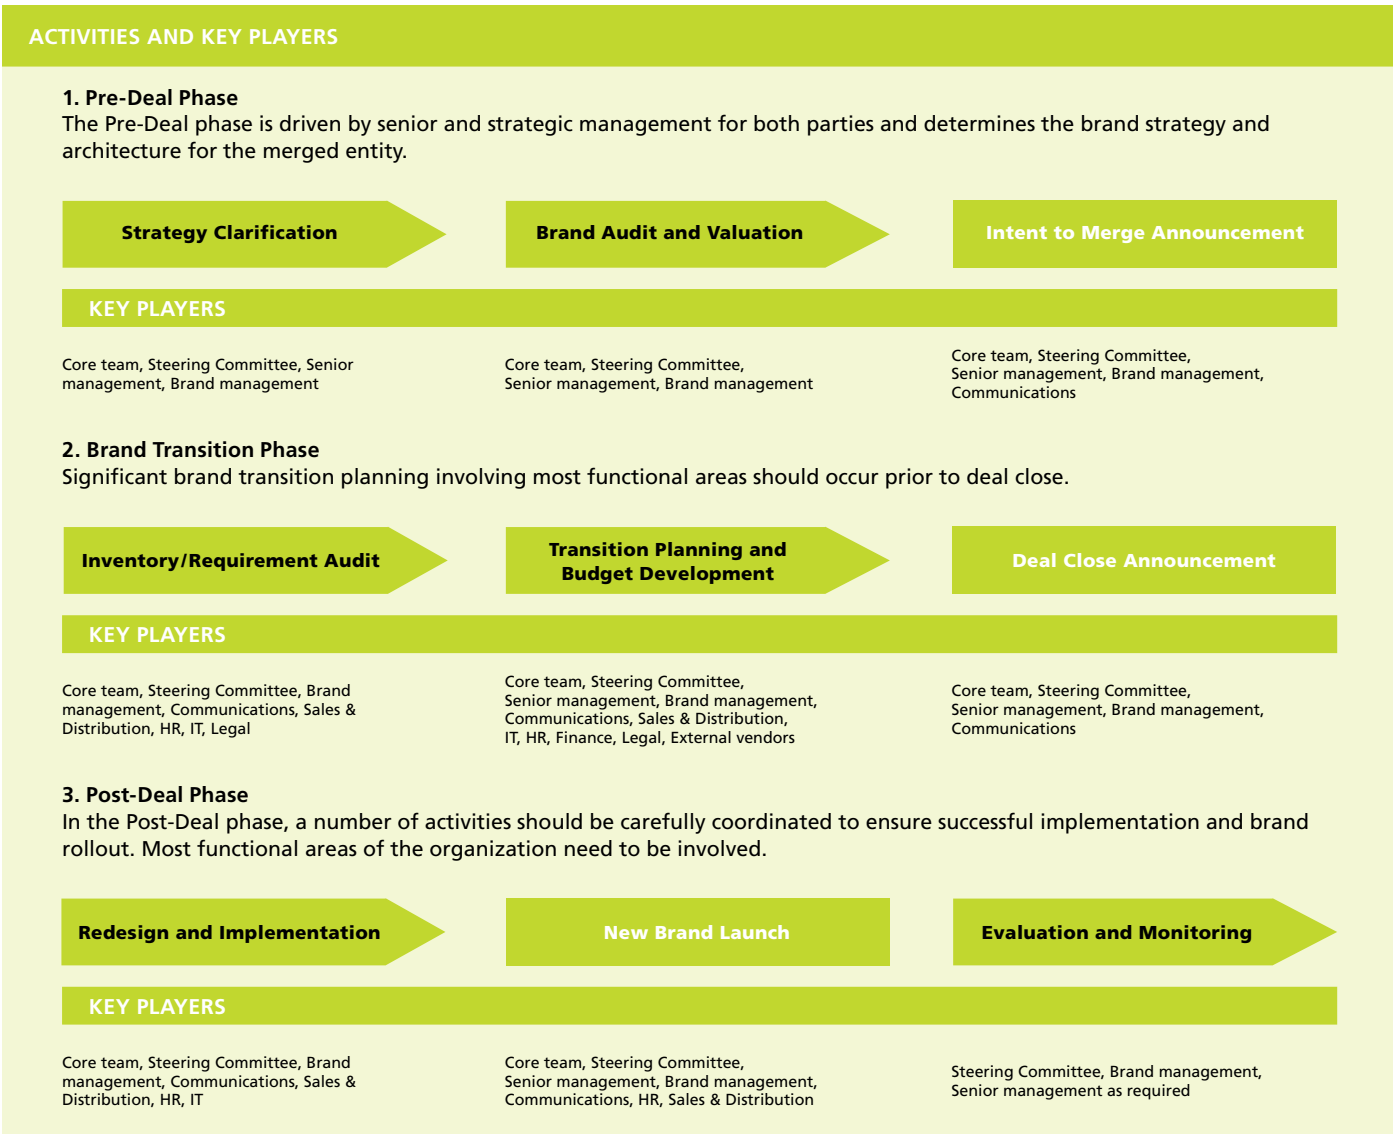 ACTIVITIES AND KEY PLAYERS
1. Pre-Deal Phase
The Pre-Deal phase is driven by senior and strategic management for both parties and determines the brand strategy and
architecture for the merged entity.
Strategy Clarification
Brand Audit and Valuation
Intent to Merge Announcement
KEY PLAYERS
Core team, Steering Committee, Senior
management, Brand management
Core team, Steering Committee,
Senior management, Brand management
Core team, Steering Committee,
Senior management, Brand management,
Communications
2. Brand Transition Phase
Significant brand transition planning involving most functional areas should occur prior to deal close.
Inventory/Requirement Audit
Transition Planning and
Budget Development
Deal Close Announcement
KEY PLAYERS
Core team, Steering Committee, Brand
management, Communications, Sales &
Distribution, HR, IT, Legal
Core team, Steering Committee,
Senior management, Brand management,
Communications, Sales & Distribution,
IT, HR, Finance, Legal, External vendors
Core team, Steering Committee,
Senior management, Brand management,
Communications
3. Post-Deal Phase
In the Post-Deal phase, a number of activities should be carefully coordinated to ensure successful implementation and brand
rollout. Most functional areas of the organization need to be involved.
Redesign and Implementation
New Brand Launch
Evaluation and Monitoring
KEY PLAYERS
Core team, Steering Committee, Brand
management, Communications, Sales &
Distribution, HR, IT
Core team, Steering Committee,
Senior management, Brand management,
Communications, HR, Sales & Distribution
Steering Committee, Brand management,
Senior management as required